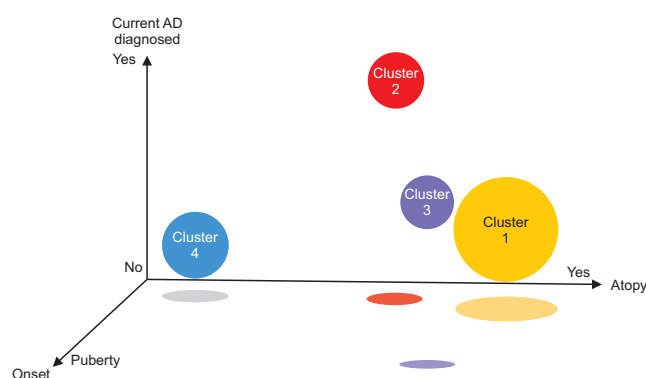 Current AD
diagnosed
Yes
Cluster
2
Cluster
3
Cluster
1
Cluster
4
No
Yes
Atopy
Puberty
Onset